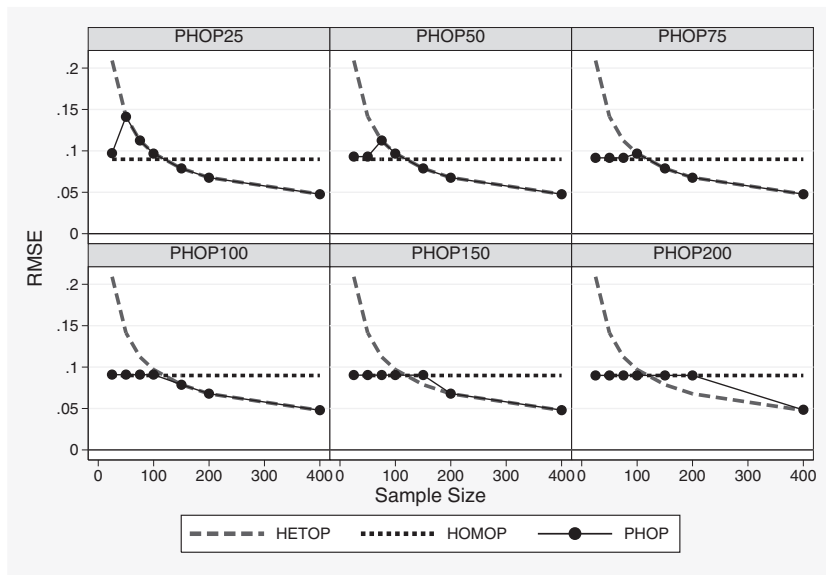 PHOP25 PHOP50 PHOP75
.2
.15
.1
.05
0
PHOP100 PHOP150 PHOP200
.2
.15
.1
.05
0
RMSE
0 100 200 300 400 0 100 200 300 400 0 100 200 300 400
Sample Size
HETOP HOMOP PHOP